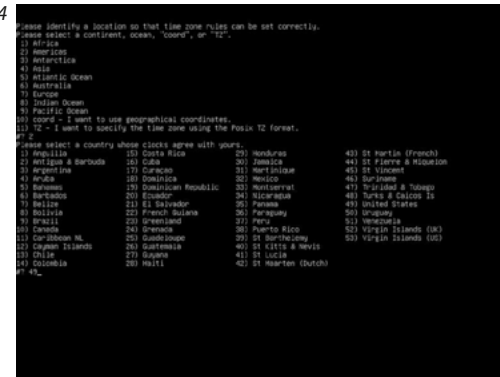 4
Please identify a location so that time zone rules can be set correctly.
Please select a continent, ocean, "coord", or "TZ".
1) Africa
2) Americas
3) Antarctica
4) Asia
5) Atlantic Ocean
6) Australia
7) Europe
8) Indian Ocean
9) Pacific Ocean
10) coord - I want to use geographical coordinates.
11) TZ - I want to specify the time zone using the Posix TZ format.
#? 2
Please select a country whose clocks agree with yours.
1) Anguilla 15) Costa Rica 29) Honduras 43) St Martin (French)
2) Antigua & Barbuda 16) Cuba 30) Jamaica 44) St Pierre & Miquelon
3) Argentina 17) Curacao 31) Martinique 45) St Vincent
4) Aruba 18) Dominica 32) Mexico 46) Suriname
5) Bahamas 19) Dominican Republic 33) Montserrat 47) Trinidad & Tobago
6) Barbados 20) Ecuador 34) Nicaragua 48) Turks & Caicos Is
7) Belize 21) El Salvador 35) Panama 49) United States
8) Bolivia 22) French Guiana 36) Paraguay 50) Uruguay
9) Brazil 23) Greenland 37) Peru 51) Venezuela
10) Canada 24) Grenada 38) Puerto Rico 52) Virgin Islands (UK)
11) Caribbean NL 25) Guadeloupe 39) St Barthelemy 53) Virgin Islands (US)
12) Cayman Islands 26) Guatemala 40) St Kitts & Nevis
13) Chile 27) Guyana 41) St Lucia
14) Colombia 28) Haiti 42) St Maarten (Dutch)
#? 49_